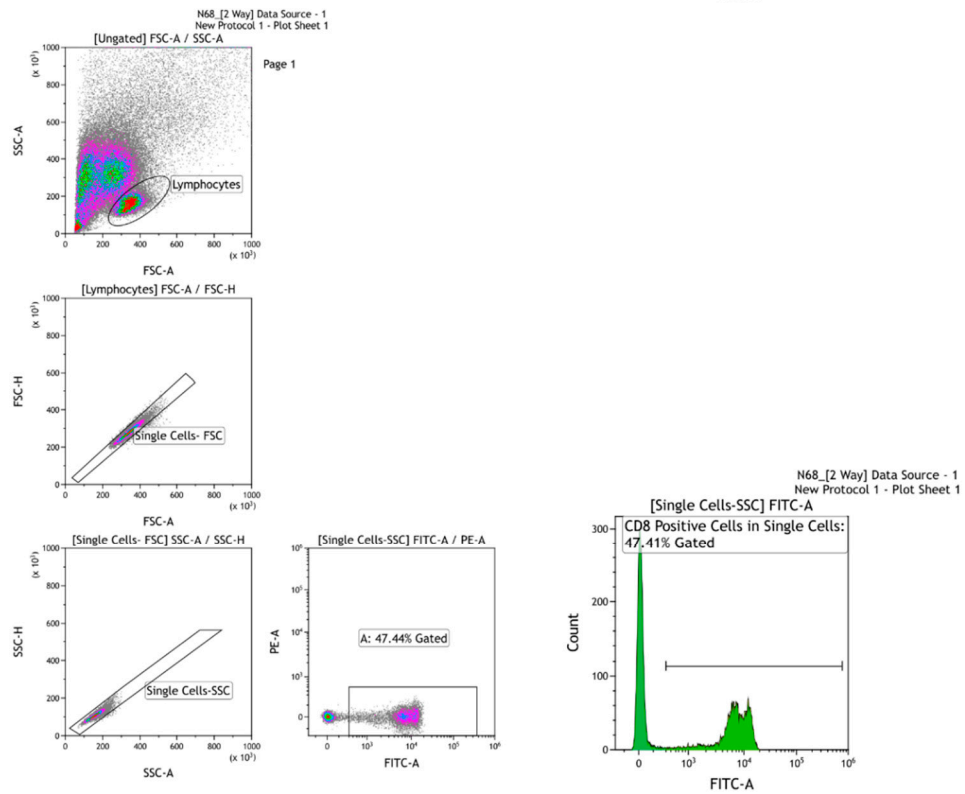 N68_[2 Way] Data Source - 1
New Protocol 1 - Plot Sheet 1
Page 1
[Ungated] FSC-A / SSC-A
(x 10³)
SSC-A
1000
800
600
400
200
0
Lymphocytes
0 200 400 600 800 1000
(x 10³)
FSC-A
[Lymphocytes] FSC-A / FSC-H
(x 10³)
FSC-H
1000
800
600
400
200
0
Single Cells- FSC
0 200 400 600 800 1000
(x 10³)
FSC-A
[Single Cells- FSC] SSC-A / SSC-H
(x 10³)
SSC-H
1000
800
600
400
200
0
Single Cells-SSC
0 200 400 600 800 1000
(x 10³)
SSC-A
[Single Cells-SSC] FITC-A / PE-A
PE-A
10⁶
10⁵
10⁴
10³
0
A: 47.44% Gated
0 10³ 10⁴ 10⁵ 10⁶
FITC-A
N68_[2 Way] Data Source - 1
New Protocol 1 - Plot Sheet 1
[Single Cells-SSC] FITC-A
CD8 Positive Cells in Single Cells:
47.41% Gated
Count
300
200
100
0
0 10³ 10⁴ 10⁵ 10⁶
FITC-A